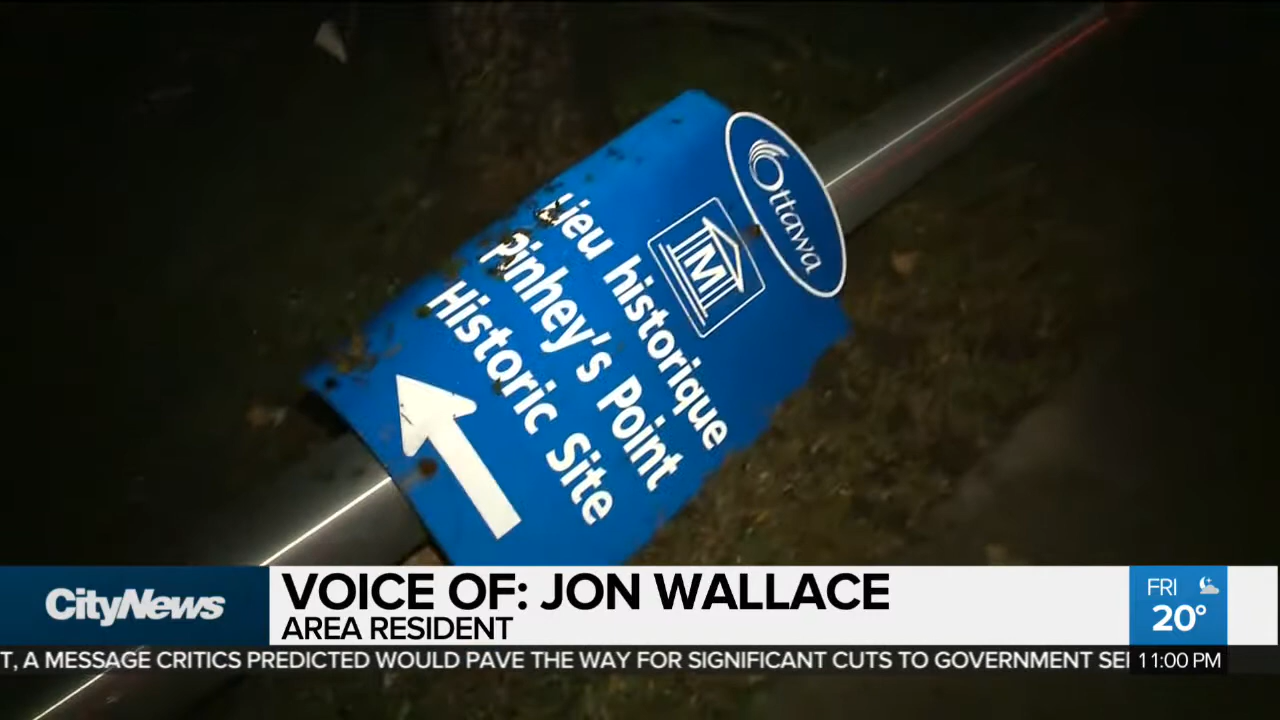 Ottawa
M
Lieu historique
Pinhey's Point
Historic Site
CityNews
VOICE OF: JON WALLACE
AREA RESIDENT
FRI
20°
T, A MESSAGE CRITICS PREDICTED WOULD PAVE THE WAY FOR SIGNIFICANT CUTS TO GOVERNMENT SE
11:00 PM